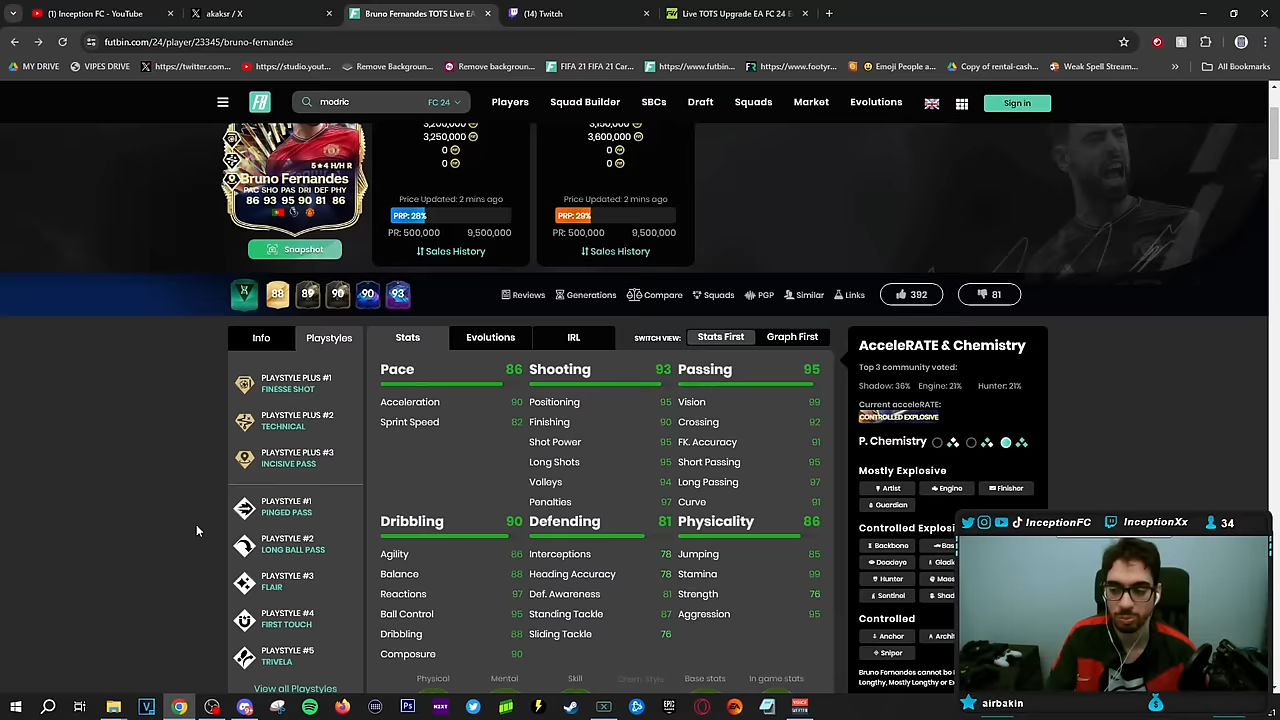 (1) Inception FC - YouTube
akaksr / X
Bruno Fernandes TOTS Live EA
(14) Twitch
Live TOTS Upgrade EA FC 24 E
futbin.com/24/player/23345/bruno-fernandes
MY DRIVE
VIPES DRIVE
https://twitter.com...
https://studio.yout...
Remove Background...
Remove backgroun...
FIFA 21 FIFA 21 Car...
https://www.futbin...
https://www.footyr...
Emoji People a...
Copy of rental-cash...
Weak Spell Stream...
All Bookmarks
modric
FC 24
Players
Squad Builder
SBCs
Draft
Squads
Market
Evolutions
Sign in
3,250,000
3,600,000
0
0
0
0
5★4 H/H R
Bruno Fernandes
PAC SHO PAS DRI DEF PHY
86 93 95 90 81 86
Price Updated: 2 mins ago
Price Updated: 2 mins ago
PRP: 28%
PRP: 29%
PR: 500,000
9,500,000
PR: 500,000
9,500,000
Snapshot
Sales History
Sales History
88
89
90
90
93
Reviews
Generations
Compare
Squads
PGP
Similar
Links
392
81
Info
Playstyles
Stats
Evolutions
IRL
SWITCH VIEW:
Stats First
Graph First
PLAYSTYLE PLUS #1
FINESSE SHOT
PLAYSTYLE PLUS #2
TECHNICAL
PLAYSTYLE PLUS #3
INCISIVE PASS
PLAYSTYLE #1
PINGED PASS
PLAYSTYLE #2
LONG BALL PASS
PLAYSTYLE #3
FLAIR
PLAYSTYLE #4
FIRST TOUCH
PLAYSTYLE #5
TRIVELA
View all Playstyles
Pace 86
Acceleration 90
Sprint Speed 82
Shooting 93
Positioning 95
Finishing 90
Shot Power 95
Long Shots 95
Volleys 94
Penalties 97
Passing 95
Vision 99
Crossing 92
FK. Accuracy 91
Short Passing 95
Long Passing 97
Curve 91
Dribbling 90
Agility 86
Balance 88
Reactions 97
Ball Control 95
Dribbling 88
Composure 90
Defending 81
Interceptions 78
Heading Accuracy 78
Def. Awareness 81
Standing Tackle 87
Sliding Tackle 76
Physicality 86
Jumping 85
Stamina 99
Strength 76
Aggression 95
Physical
Mental
Skill
Chem Style
Base stats
In game stats
AcceleRATE & Chemistry
Top 3 community voted:
Shadow: 36%
Engine: 21%
Hunter: 21%
Current acceleRATE:
CONTROLLED EXPLOSIVE
P. Chemistry
Mostly Explosive
Artist
Engine
Finisher
Guardian
Controlled Explos
Backbone
Bas
Deadeye
Gladi
Hunter
Maes
Sentinel
Shad
Controlled
Anchor
Archit
Sniper
Bruno Fernandes cannot b
Lengthy, Mostly Lengthy or E
InceptionFC
InceptionXx
34
airbakin